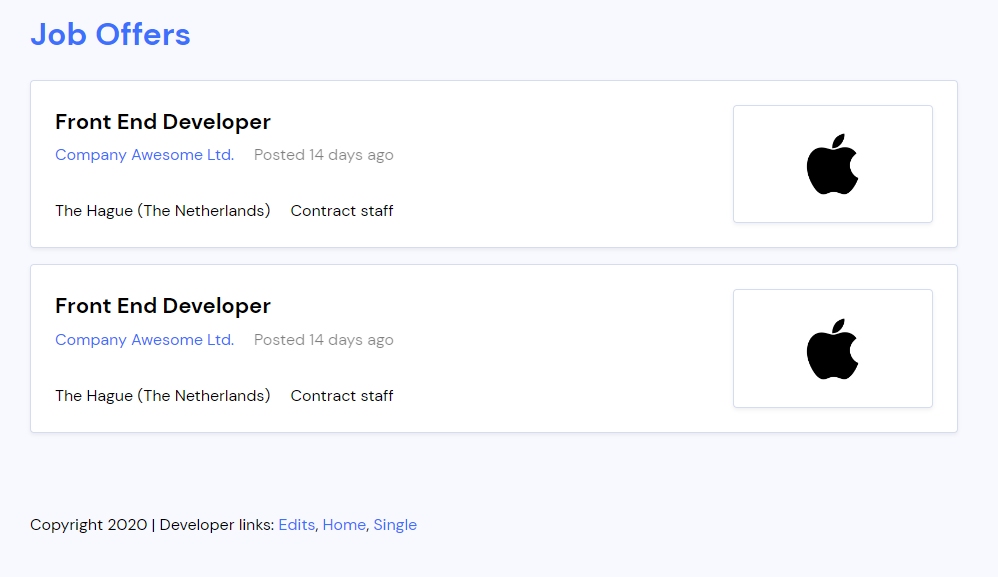 Job Offers
Front End Developer
Company Awesome Ltd. Posted 14 days ago
The Hague (The Netherlands) Contract staff
Front End Developer
Company Awesome Ltd. Posted 14 days ago
The Hague (The Netherlands) Contract staff
Copyright 2020 | Developer links: Edits, Home, Single